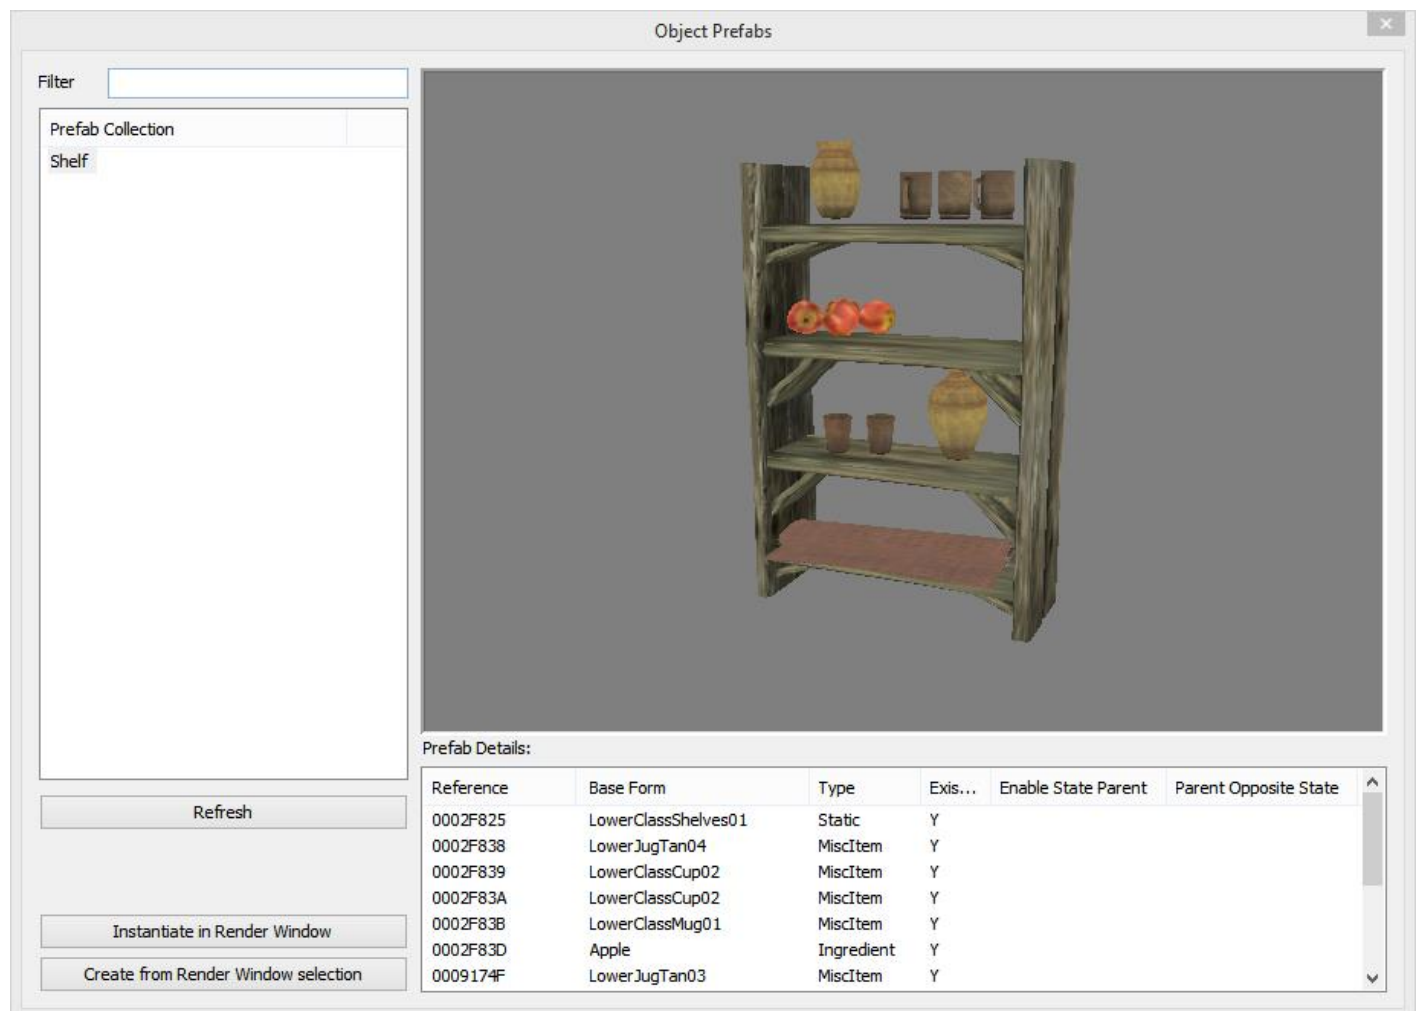 Object Prefabs
Filter
Prefab Collection
Shelf
Refresh
Instantiate in Render Window
Create from Render Window selection
Prefab Details:
Reference Base Form Type Exis... Enable State Parent Parent Opposite State
0002F825 LowerClassShelves01 Static Y
0002F838 LowerJugTan04 MiscItem Y
0002F839 LowerClassCup02 MiscItem Y
0002F83A LowerClassCup02 MiscItem Y
0002F83B LowerClassMug01 MiscItem Y
0002F83D Apple Ingredient Y
0009174F LowerJugTan03 MiscItem Y